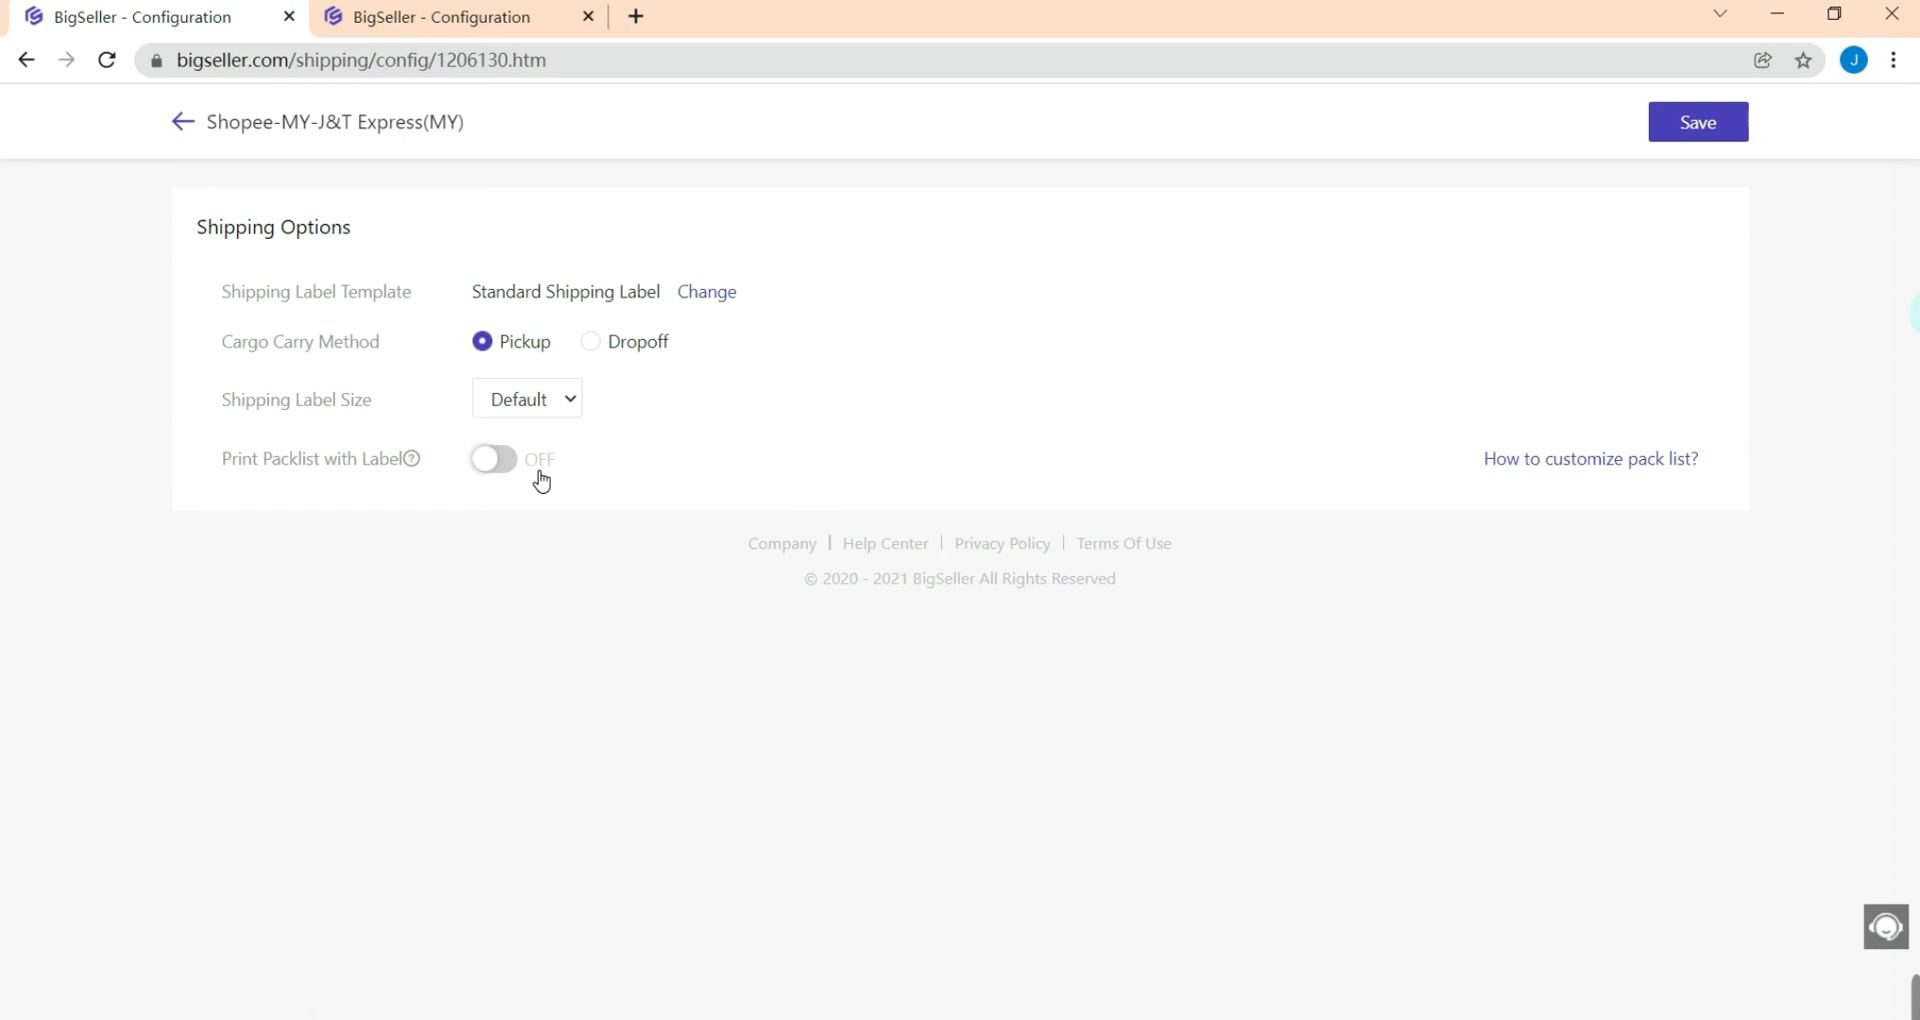 BigSeller - Configuration
BigSeller - Configuration
bigseller.com/shipping/config/1206130.htm
J
Shopee-MY-J&T Express(MY)
Save
Shipping Options
Shipping Label Template Standard Shipping Label Change
Cargo Carry Method Pickup Dropoff
Shipping Label Size Default
Print Packlist with Label? OFF How to customize pack list?
Company | Help Center | Privacy Policy | Terms Of Use
© 2020 - 2021 BigSeller All Rights Reserved